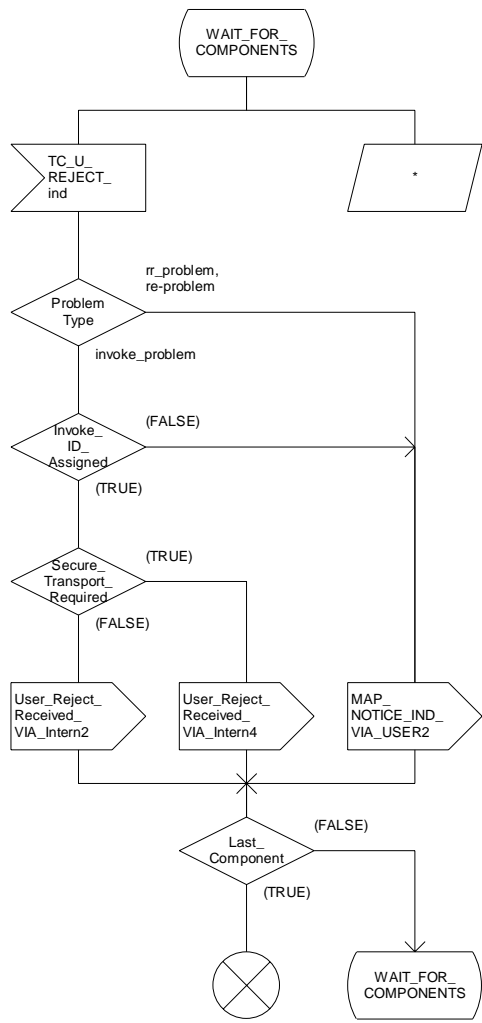 WAIT_FOR_
COMPONENTS
TC_U_
REJECT_
ind
*
rr_problem,
re-problem
Problem
Type
invoke_problem
(FALSE)
Invoke_
ID_
Assigned
(TRUE)
(TRUE)
Secure_
Transport_
Required
(FALSE)
User_Reject_
Received_
VIA_Intern2
User_Reject_
Received_
VIA_Intern4
MAP_
NOTICE_IND_
VIA_USER2
(FALSE)
Last_
Component
(TRUE)
WAIT_FOR_
COMPONENTS